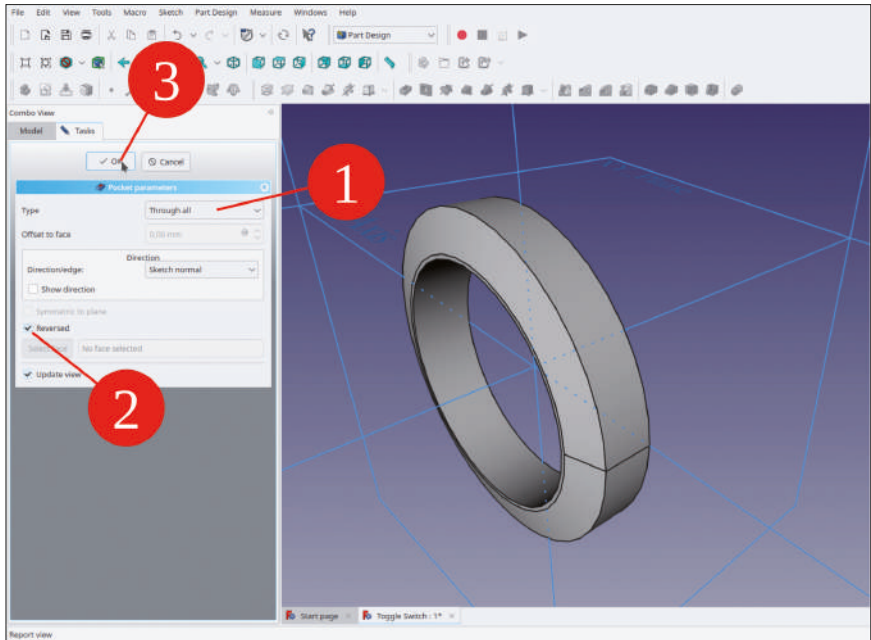 File Edit View Tools Macro Sketch Part Design Measure Windows Help
Part Design
3
Combo View
Model Tasks
OK Cancel
Pocket parameters
1
Type Through all
Offset to face 0,00 mm
Direction
Direction/edge: Sketch normal
Show direction
Symmetric to plane
Reversed
No face selected
Update view
2
Start page Toggle Switch : 1*
Report view